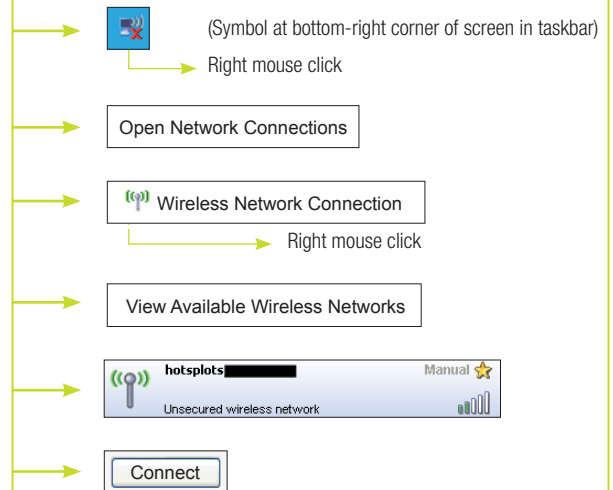 (Symbol at bottom-right corner of screen in taskbar)
Right mouse click
Open Network Connections
Wireless Network Connection
Right mouse click
View Available Wireless Networks
hotsplots Manual
Unsecured wireless network
Connect